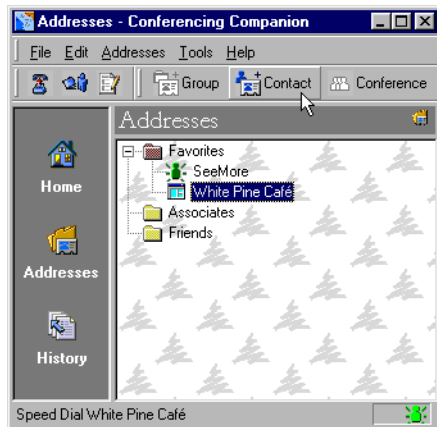 Addresses - Conferencing Companion
File Edit Addresses Tools Help
Group Contact Conference
Addresses
Favorites
SeeMore
White Pine Café
Associates
Friends
Home
Addresses
History
Speed Dial White Pine Café